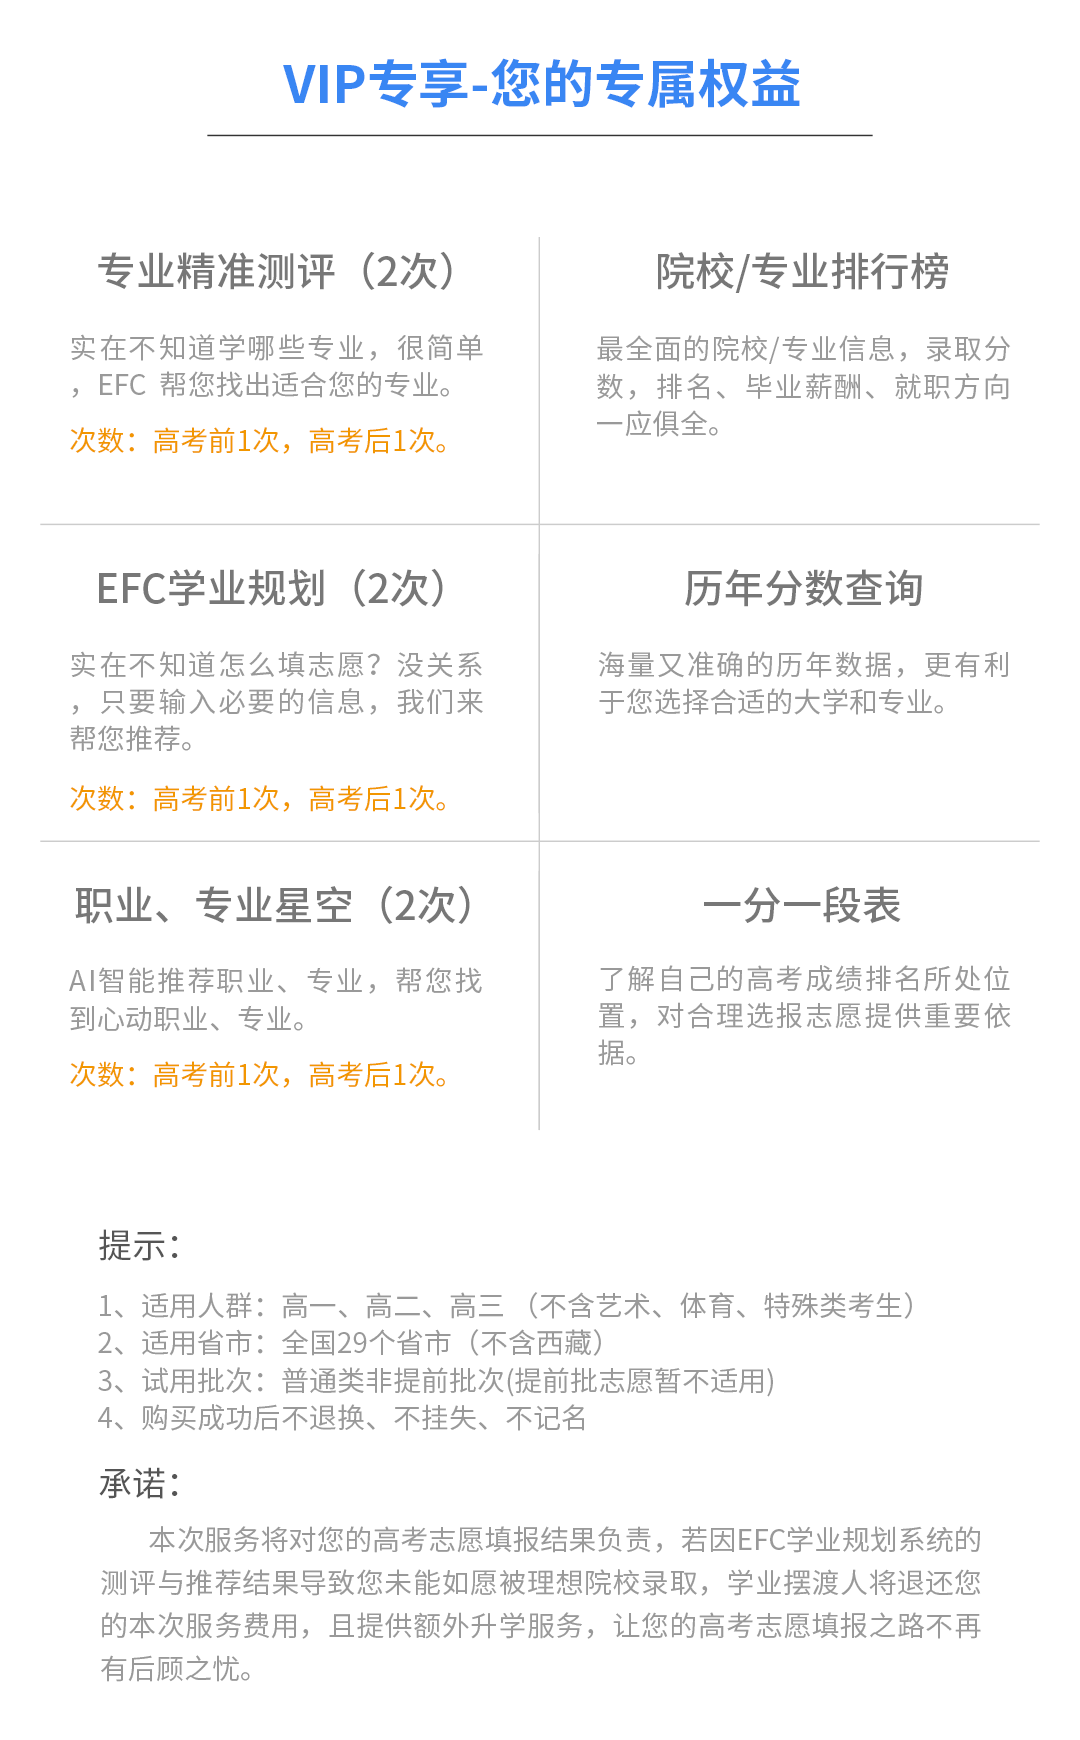 VIP专享-您的专属权益
专业精准测评（2次）
实在不知道学哪些专业，很简单
，EFC 帮您找出适合您的专业。
次数：高考前1次，高考后1次。
院校/专业排行榜
最全面的院校/专业信息，录取分
数，排名、毕业薪酬、就职方向
一应俱全。
EFC学业规划（2次）
实在不知道怎么填志愿？没关系
，只要输入必要的信息，我们来
帮您推荐。
次数：高考前1次，高考后1次。
历年分数查询
海量又准确的历年数据，更有利
于您选择合适的大学和专业。
职业、专业星空（2次）
AI智能推荐职业、专业，帮您找
到心动职业、专业。
次数：高考前1次，高考后1次。
一分一段表
了解自己的高考成绩排名所处位
置，对合理选报志愿提供重要依
据。
提示：
1、适用人群：高一、高二、高三 （不含艺术、体育、特殊类考生）
2、适用省市：全国29个省市（不含西藏）
3、试用批次：普通类非提前批次(提前批志愿暂不适用)
4、购买成功后不退换、不挂失、不记名
承诺：
本次服务将对您的高考志愿填报结果负责，若因EFC学业规划系统的
测评与推荐结果导致您未能如愿被理想院校录取，学业摆渡人将退还您
的本次服务费用，且提供额外升学服务，让您的高考志愿填报之路不再
有后顾之忧。